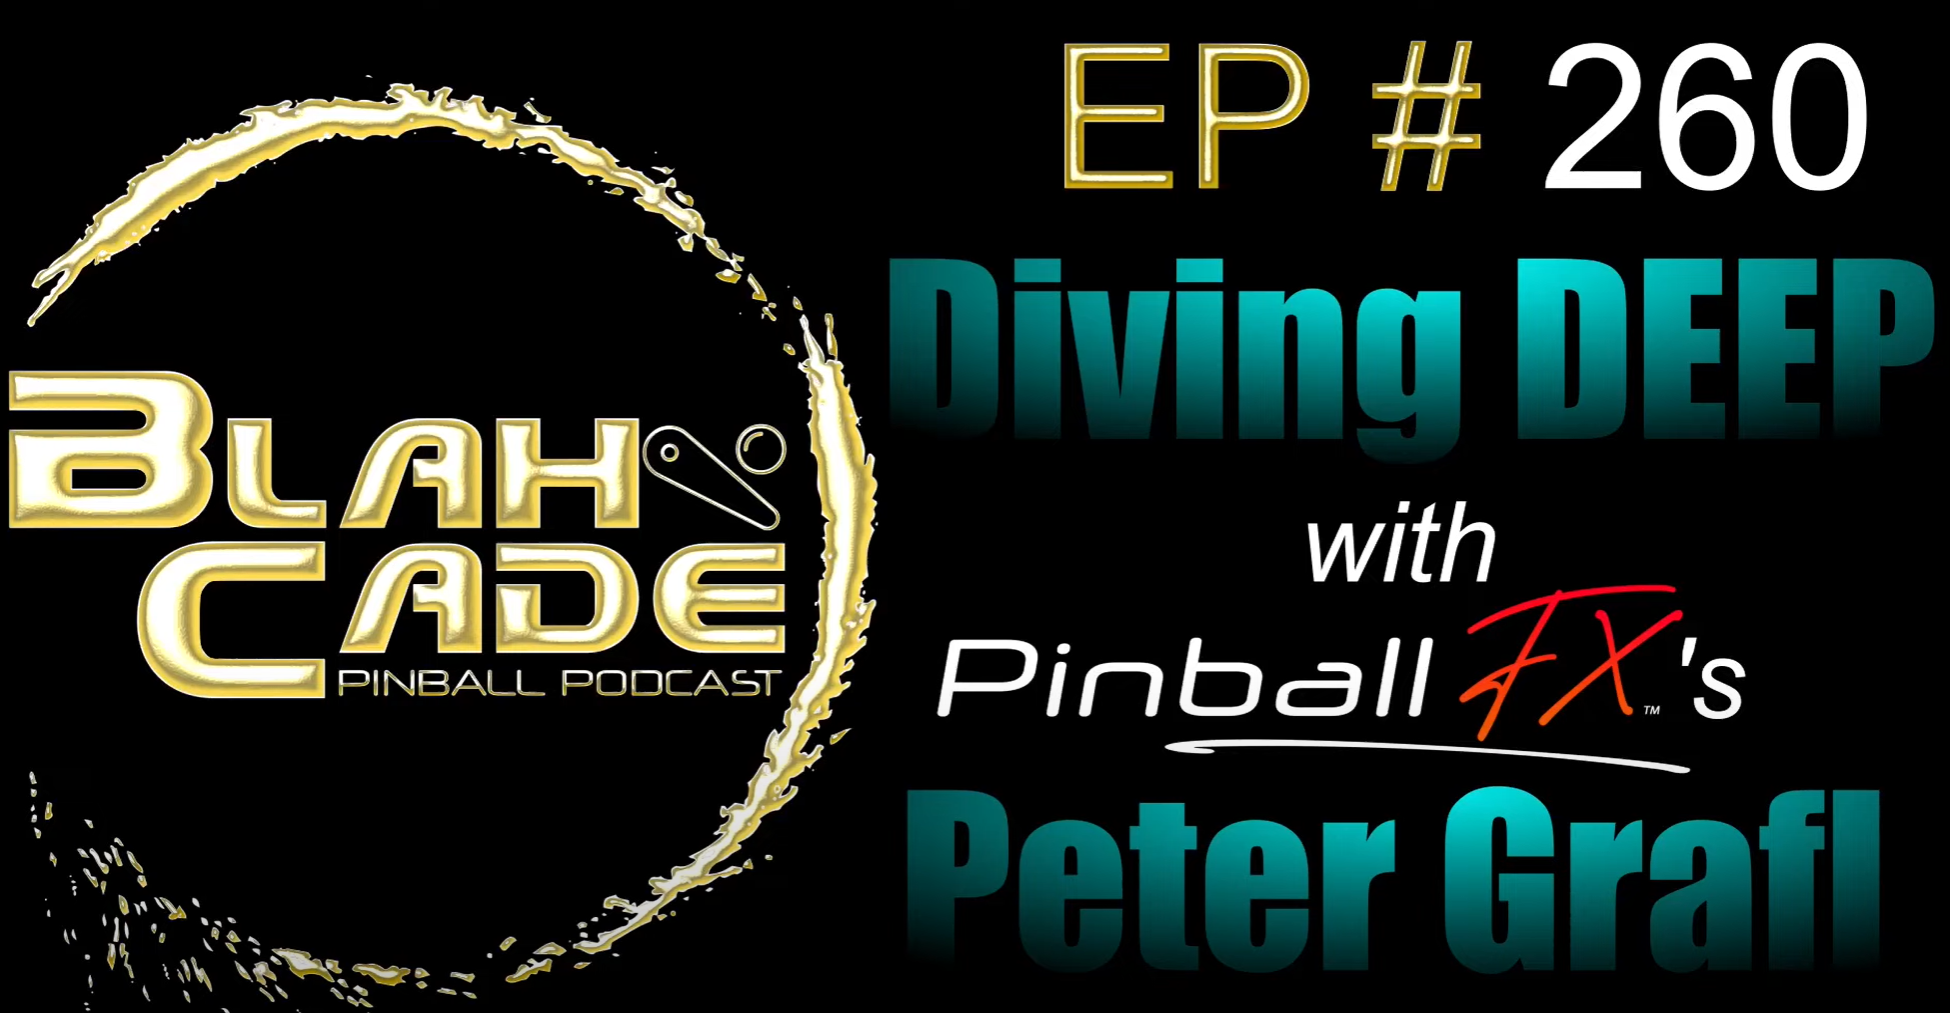 BLAH
CADE
PINBALL PODCAST
EP # 260
Diving DEEP
with
Pinball FX™'s
Peter Grafl